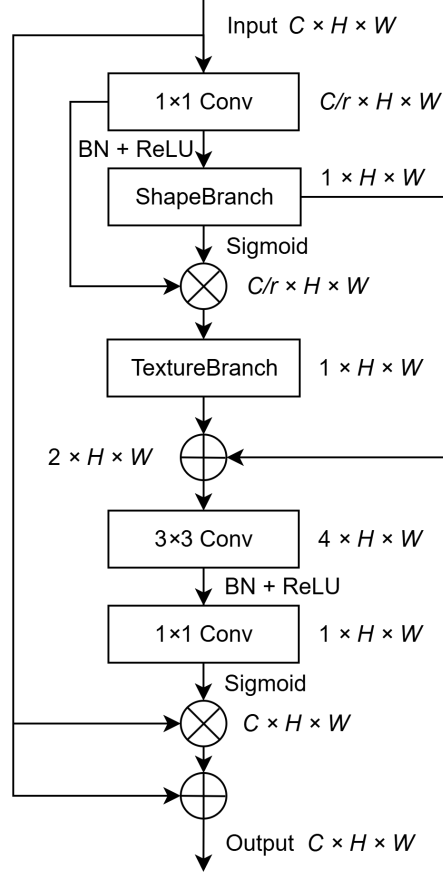 Input C × H × W
1×1 Conv
C/r × H × W
BN + ReLU
1 × H × W
ShapeBranch
Sigmoid
C/r × H × W
TextureBranch
1 × H × W
2 × H × W
3×3 Conv
4 × H × W
BN + ReLU
1×1 Conv
1 × H × W
Sigmoid
C × H × W
Output C × H × W